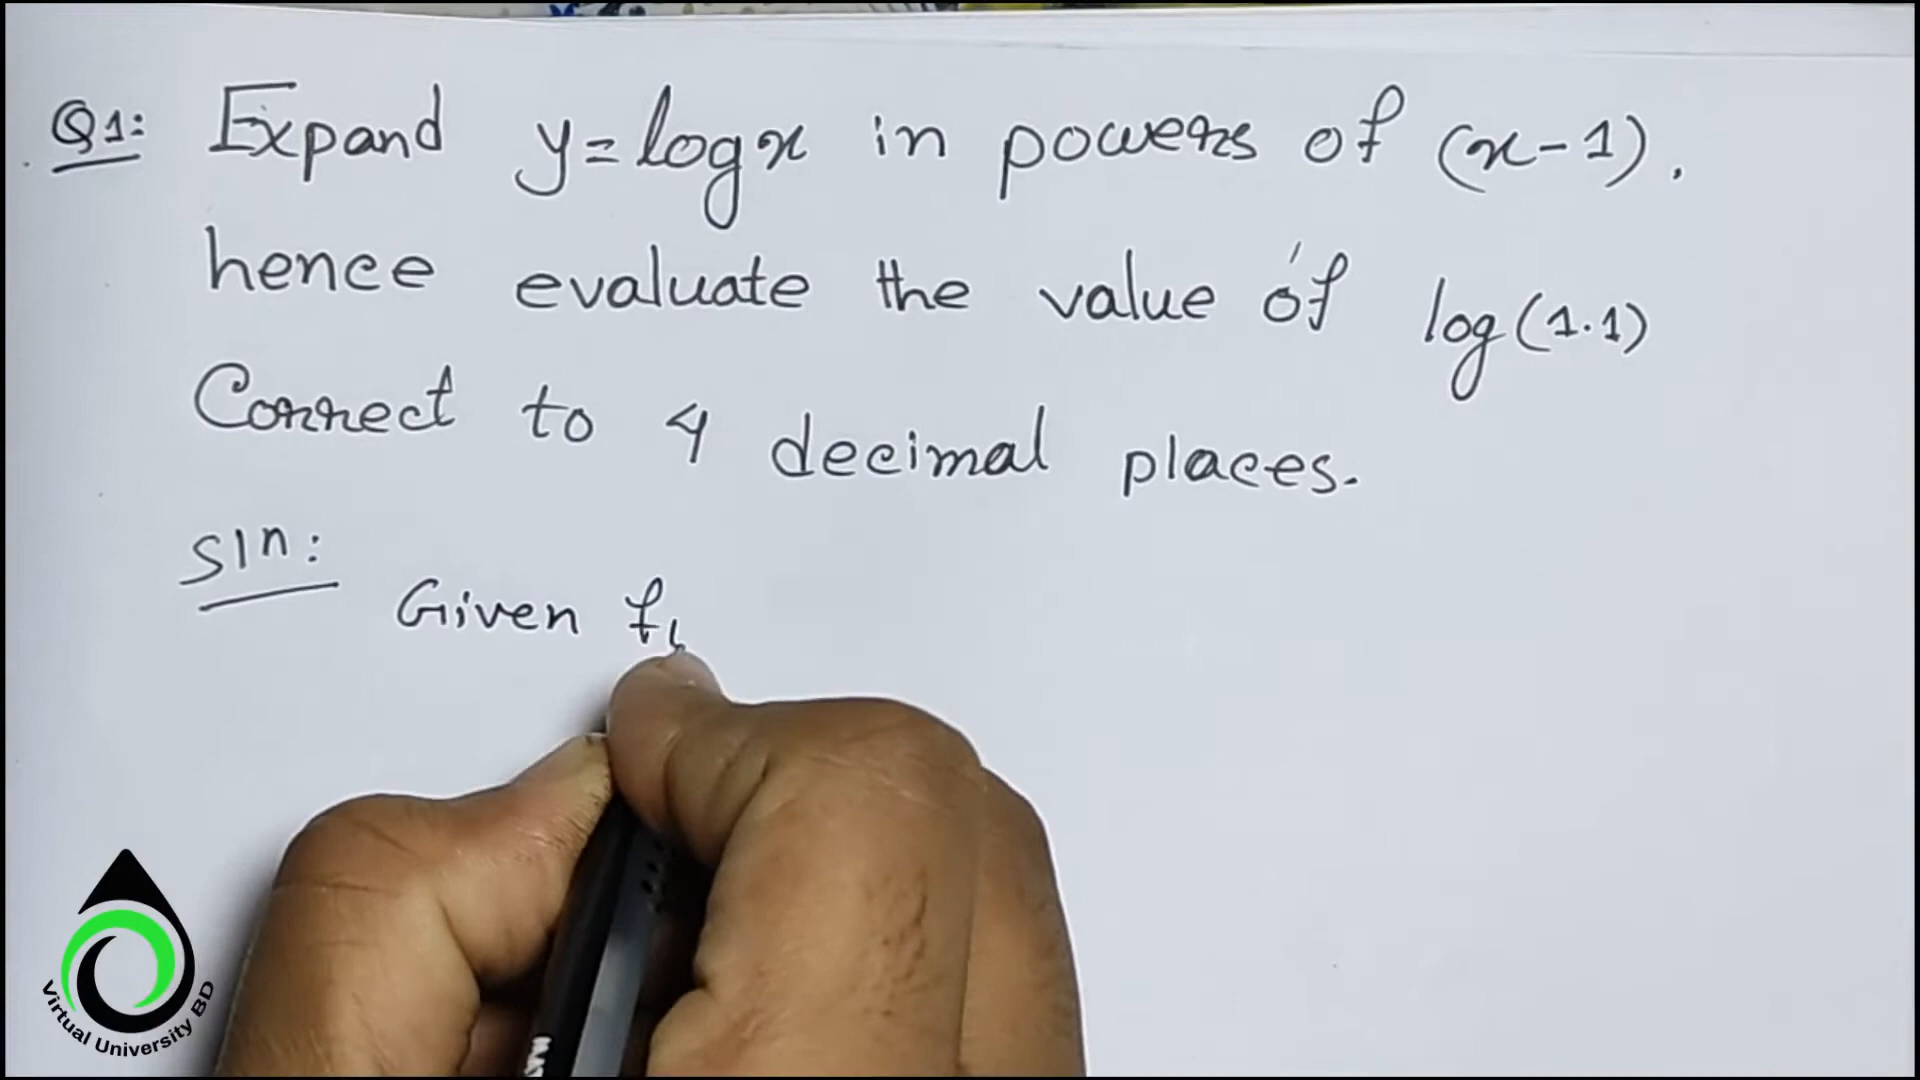 Q1: Expand y=log x in powers of (x-1).
hence evaluate the value of log(1.1)
Correct to 4 decimal places.
Sln:
Given f(
Virtual University BD